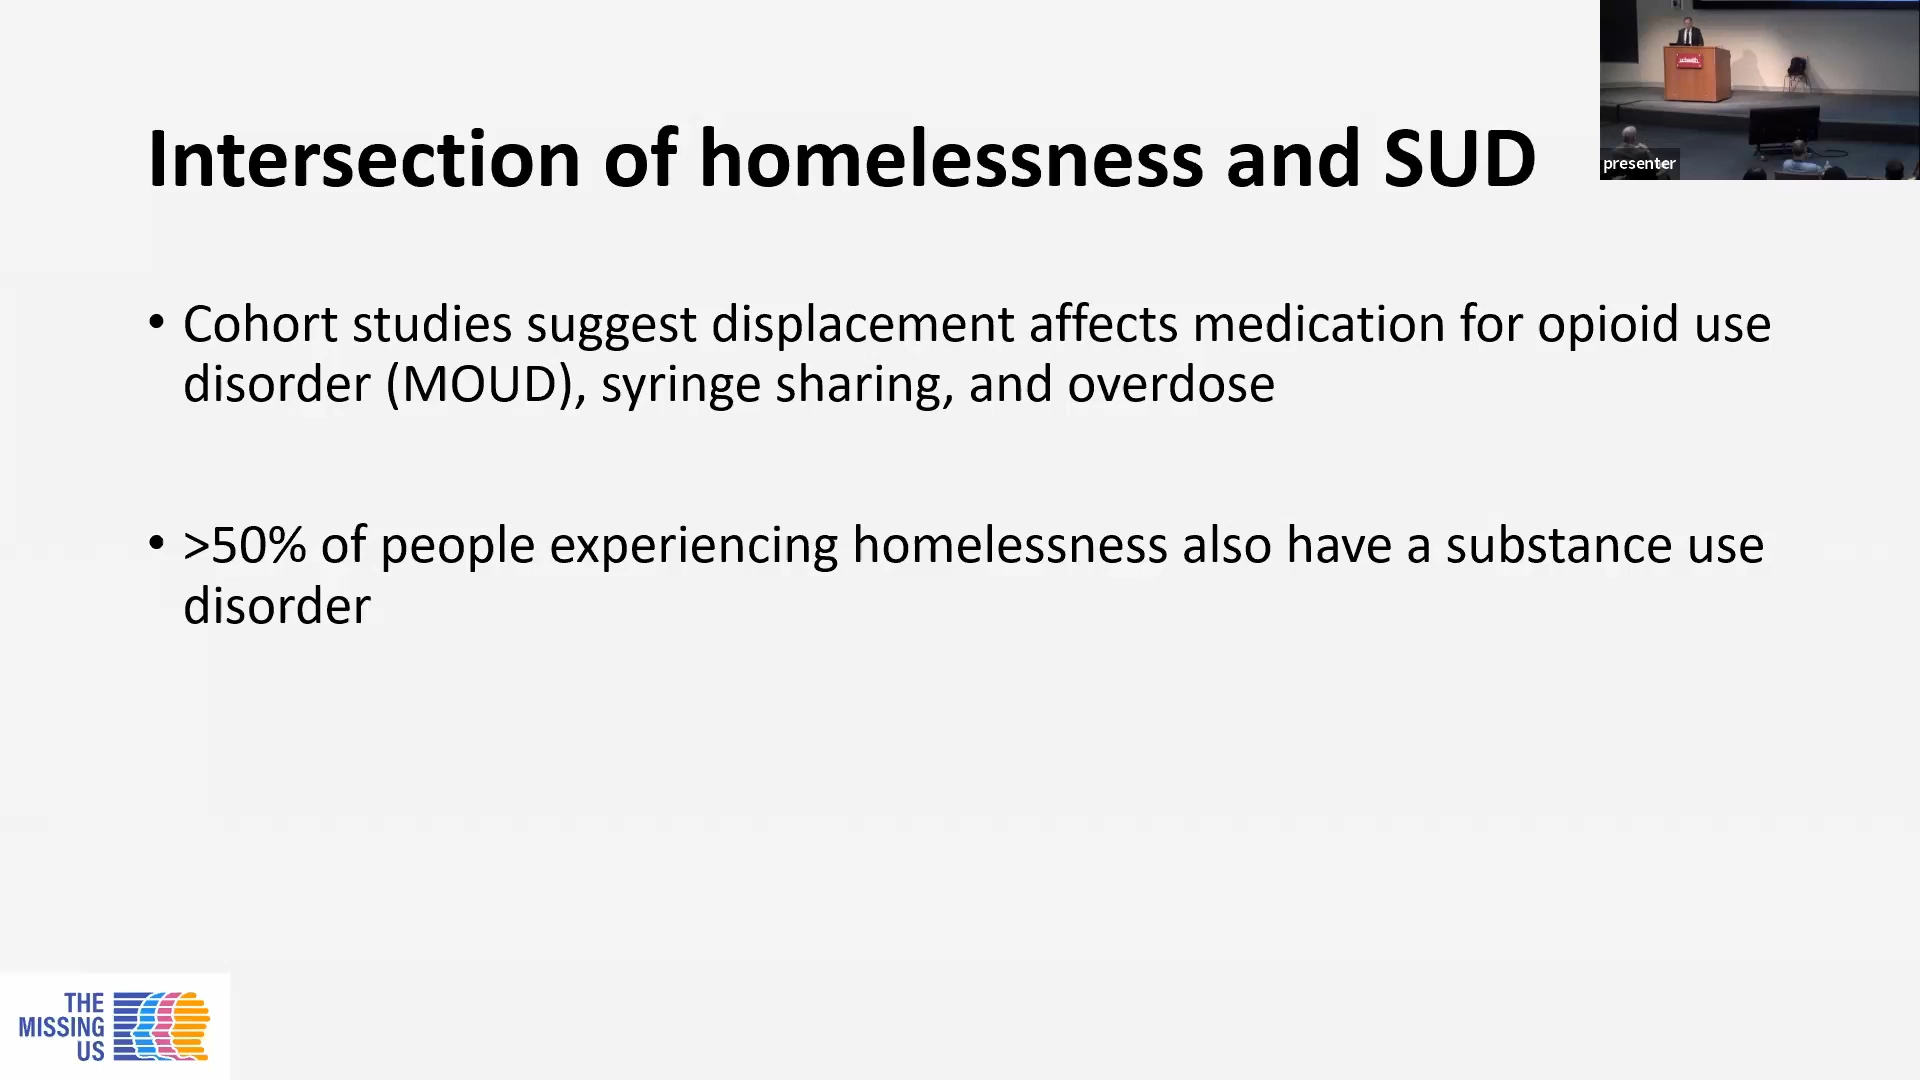 Intersection of homelessness and SUD
presenter
• Cohort studies suggest displacement affects medication for opioid use
disorder (MOUD), syringe sharing, and overdose
• >50% of people experiencing homelessness also have a substance use
disorder
THE
MISSING
US